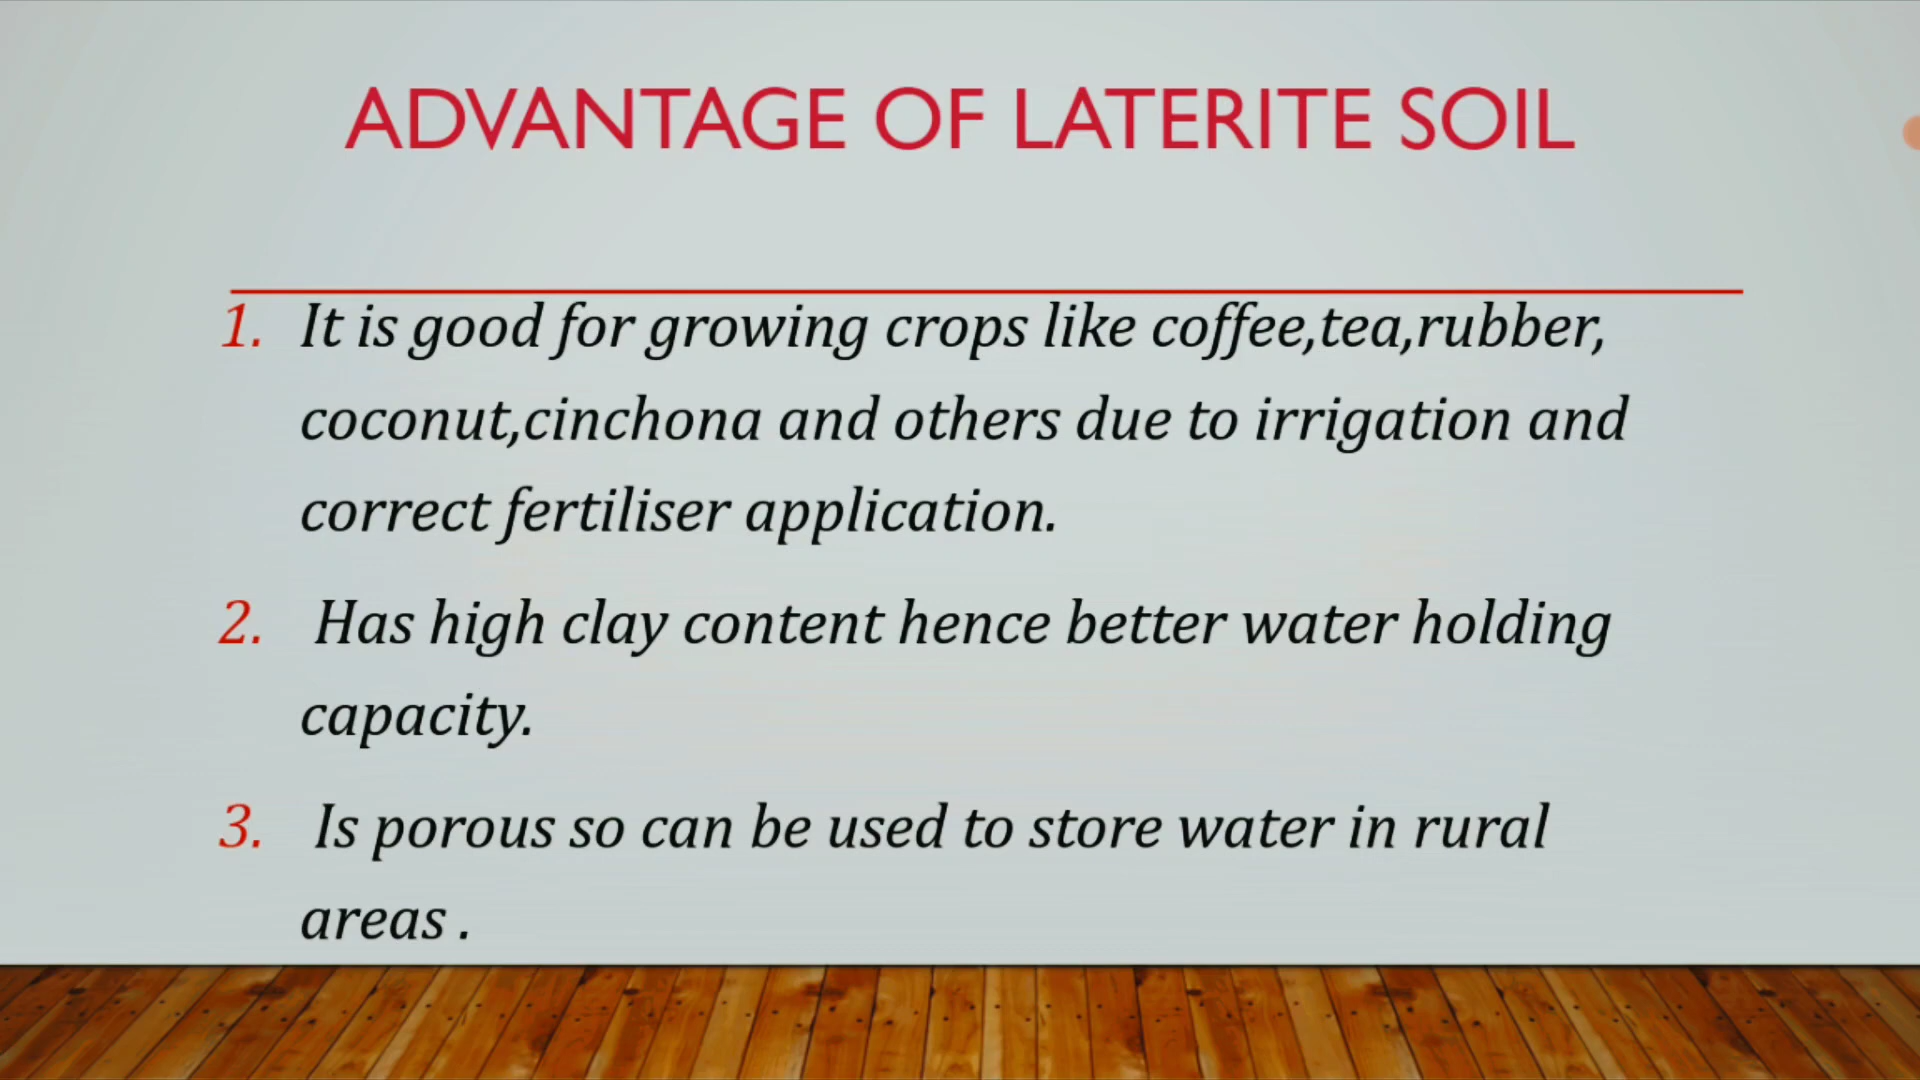 ADVANTAGE OF LATERITE SOIL
1. It is good for growing crops like coffee,tea,rubber,
coconut,cinchona and others due to irrigation and
correct fertiliser application.
2. Has high clay content hence better water holding
capacity.
3. Is porous so can be used to store water in rural
areas .